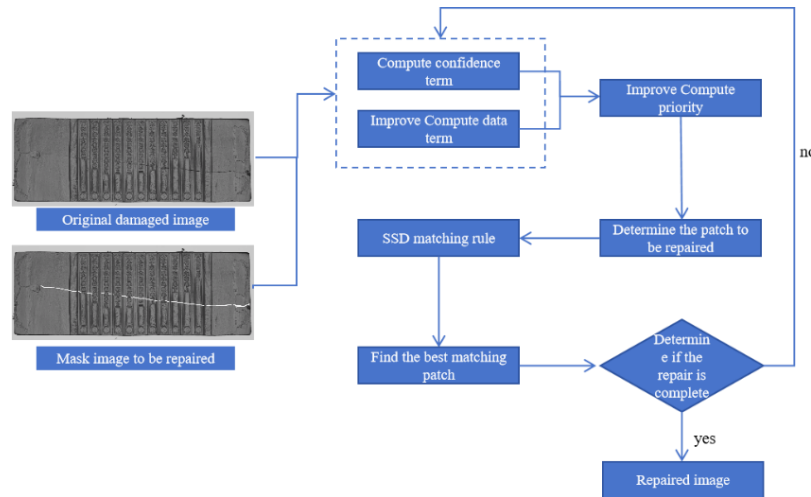 Compute confidence
term
Improve Compute data
term
Improve Compute
priority
no
Original damaged image
SSD matching rule
Determine the patch to
be repaired
Mask image to be repaired
Find the best matching
patch
Determin
e if the
repair is
complete
yes
Repaired image